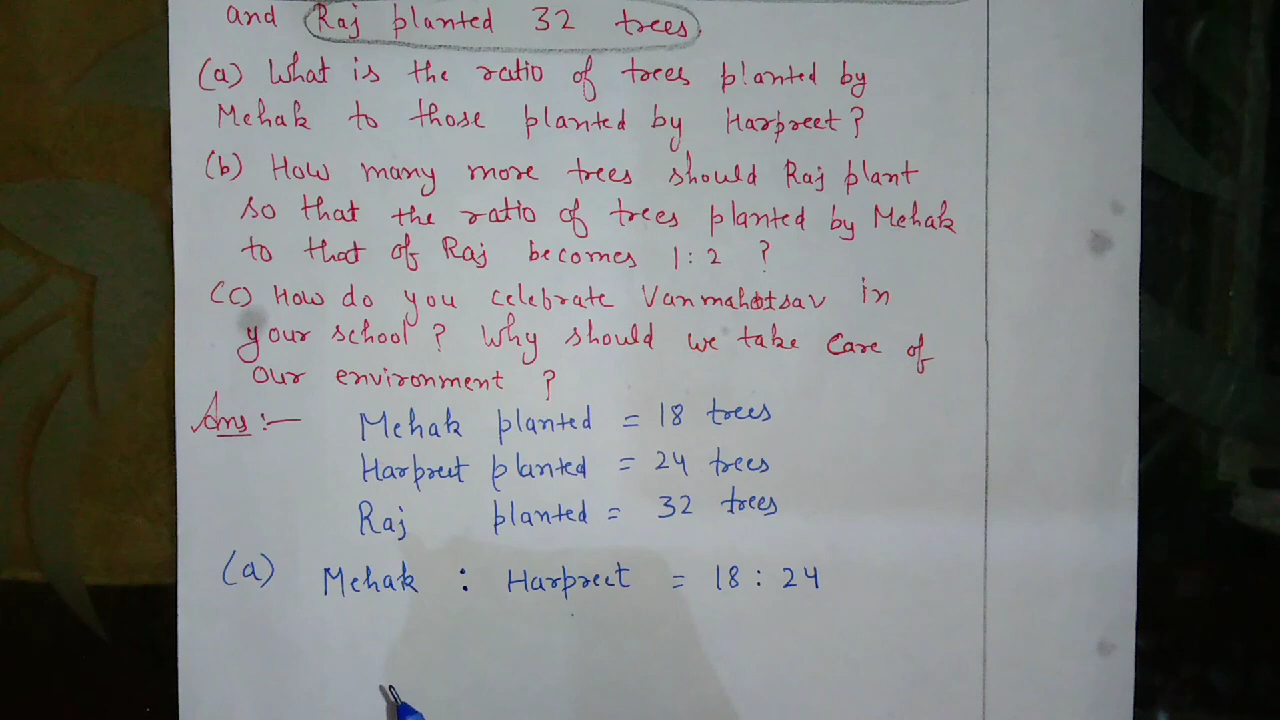 and Raj planted 32 trees.
(a) What is the ratio of trees planted by
Mehak to those planted by Harpreet?
(b) How many more trees should Raj plant
so that the ratio of trees planted by Mehak
to that of Raj becomes 1:2 ?
(c) How do you celebrate Vanmahotsav in
your school? Why should we take care of
our environment ?
Ans :- Mehak planted = 18 trees
Harpreet planted = 24 trees
Raj planted = 32 trees
(a) Mehak : Harpreet = 18 : 24